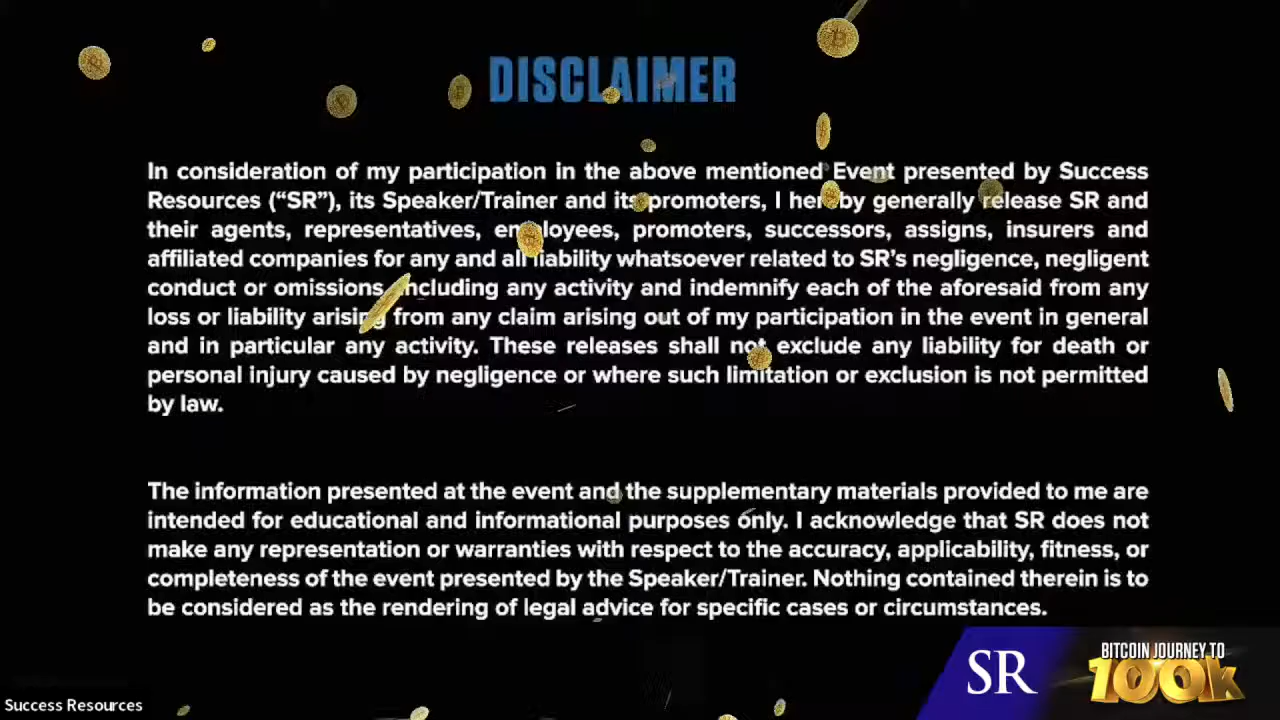 DISCLAIMER
In consideration of my participation in the above mentioned Event presented by Success
Resources (“SR”), its Speaker/Trainer and its promoters, I hereby generally release SR and
their agents, representatives, employees, promoters, successors, assigns, insurers and
affiliated companies for any and all liability whatsoever related to SR’s negligence, negligent
conduct or omissions including any activity and indemnify each of the aforesaid from any
loss or liability arising from any claim arising out of my participation in the event in general
and in particular any activity. These releases shall not exclude any liability for death or
personal injury caused by negligence or where such limitation or exclusion is not permitted
by law.
The information presented at the event and the supplementary materials provided to me are
intended for educational and informational purposes only. I acknowledge that SR does not
make any representation or warranties with respect to the accuracy, applicability, fitness, or
completeness of the event presented by the Speaker/Trainer. Nothing contained therein is to
be considered as the rendering of legal advice for specific cases or circumstances.
SR
BITCOIN JOURNEY TO
100k
Success Resources